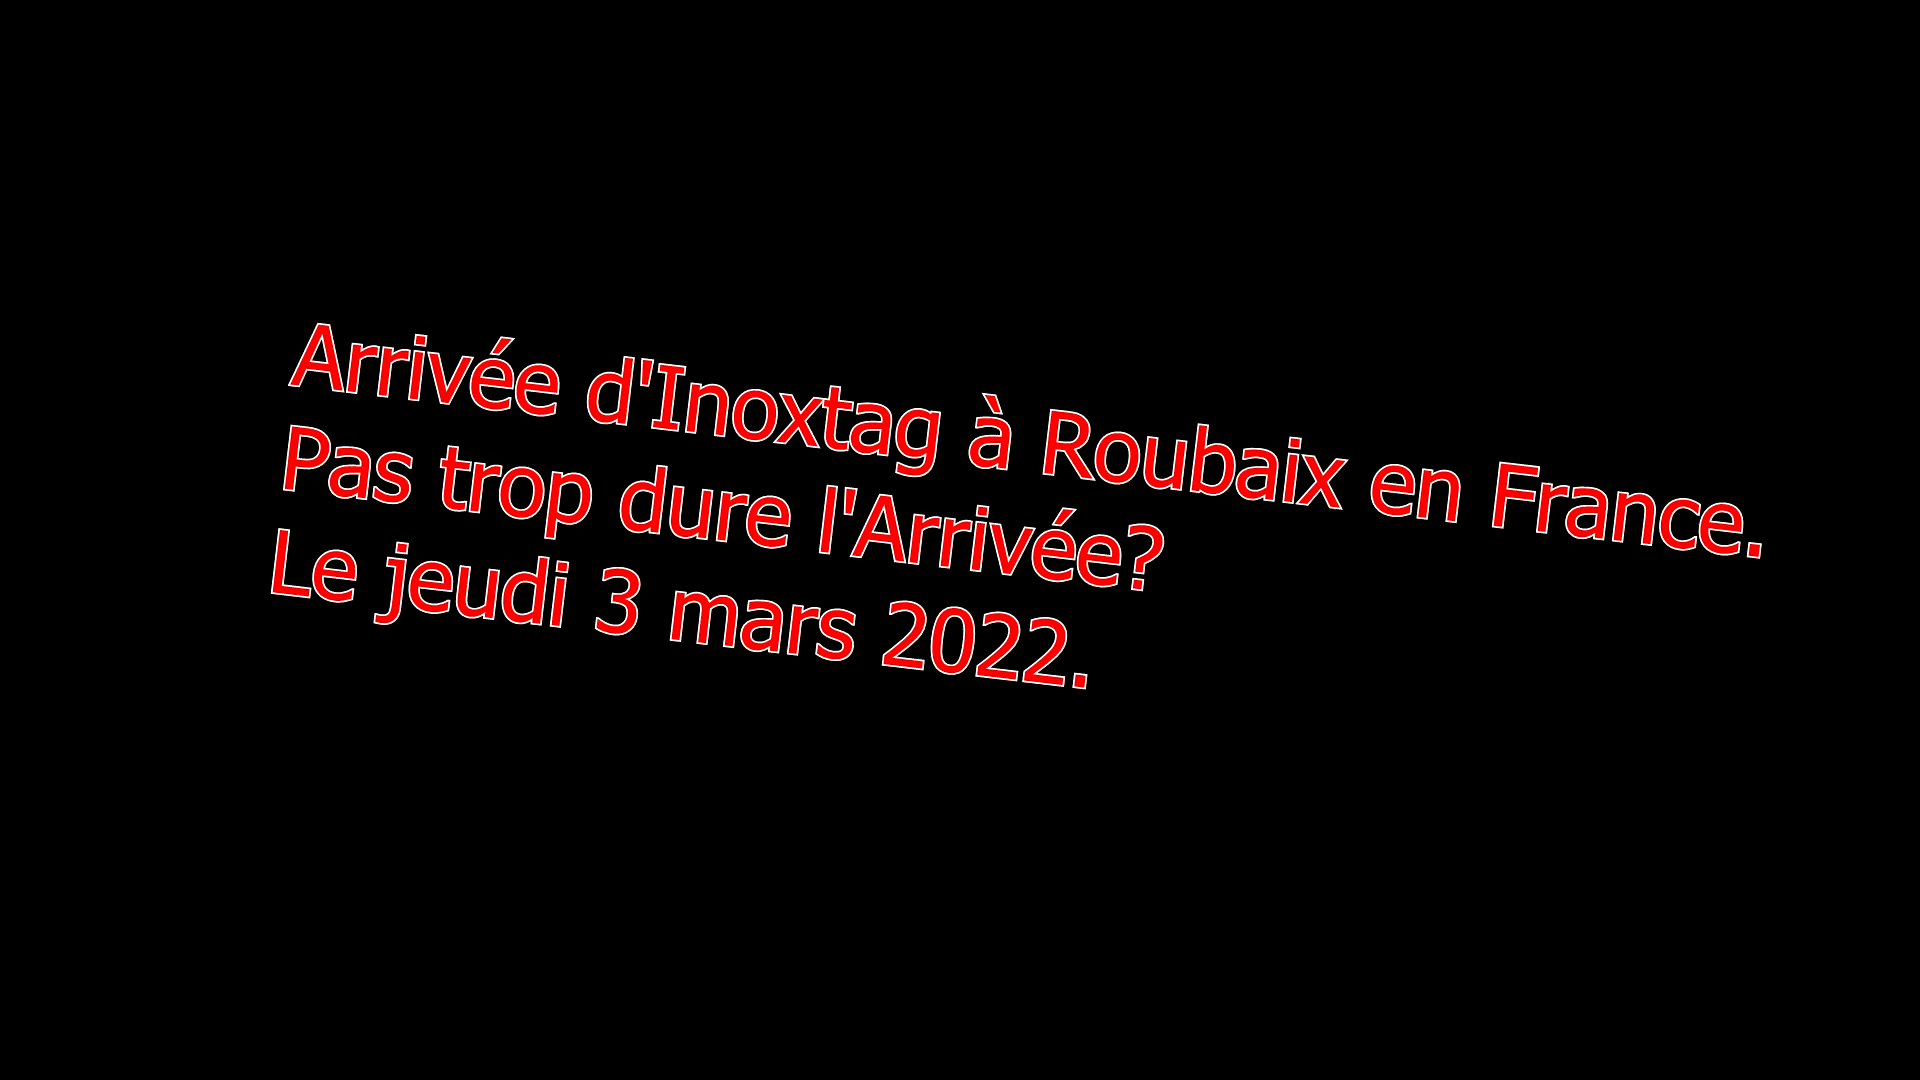 Arrivée d'Inoxtag à Roubaix en France.
Pas trop dure l'Arrivée?
Le jeudi 3 mars 2022.